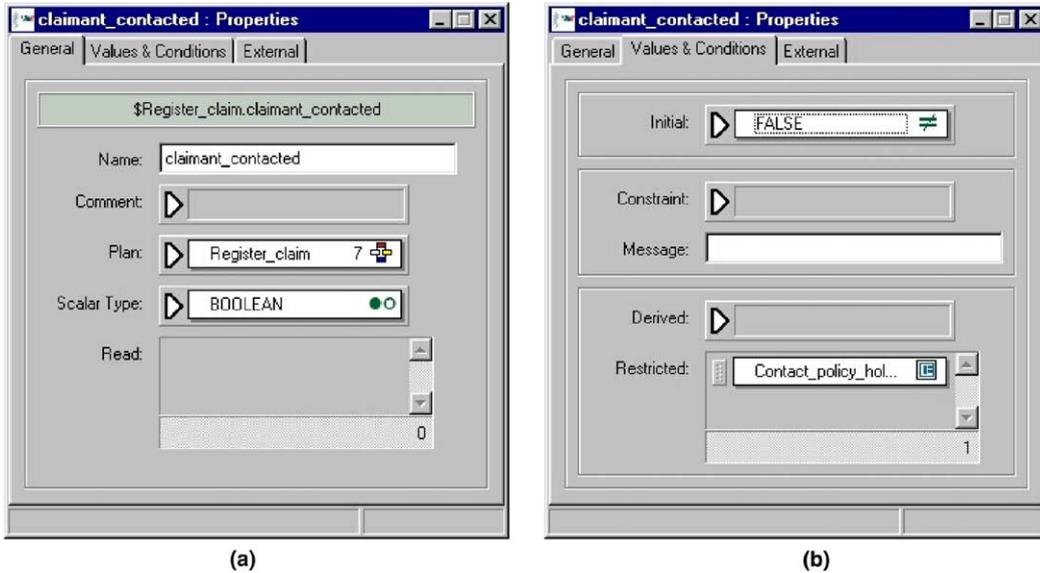 claimant_contacted : Properties
General Values & Conditions External
$Register_claim.claimant_contacted
Name: claimant_contacted
Comment:
Plan: Register_claim 7
Scalar Type: BOOLEAN
Read:
0
(a)
claimant_contacted : Properties
General Values & Conditions External
Initial: FALSE
Constraint:
Message:
Derived:
Restricted: Contact_policy_hol...
1
(b)